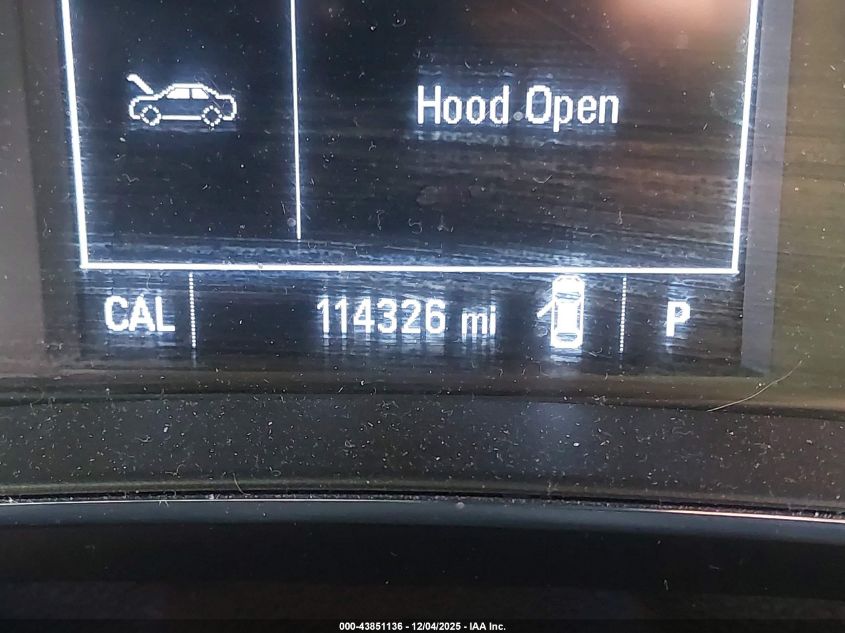 Hood Open
CAL 114326 mi P
000-43851136 - 12/04/2025 - IAA Inc.